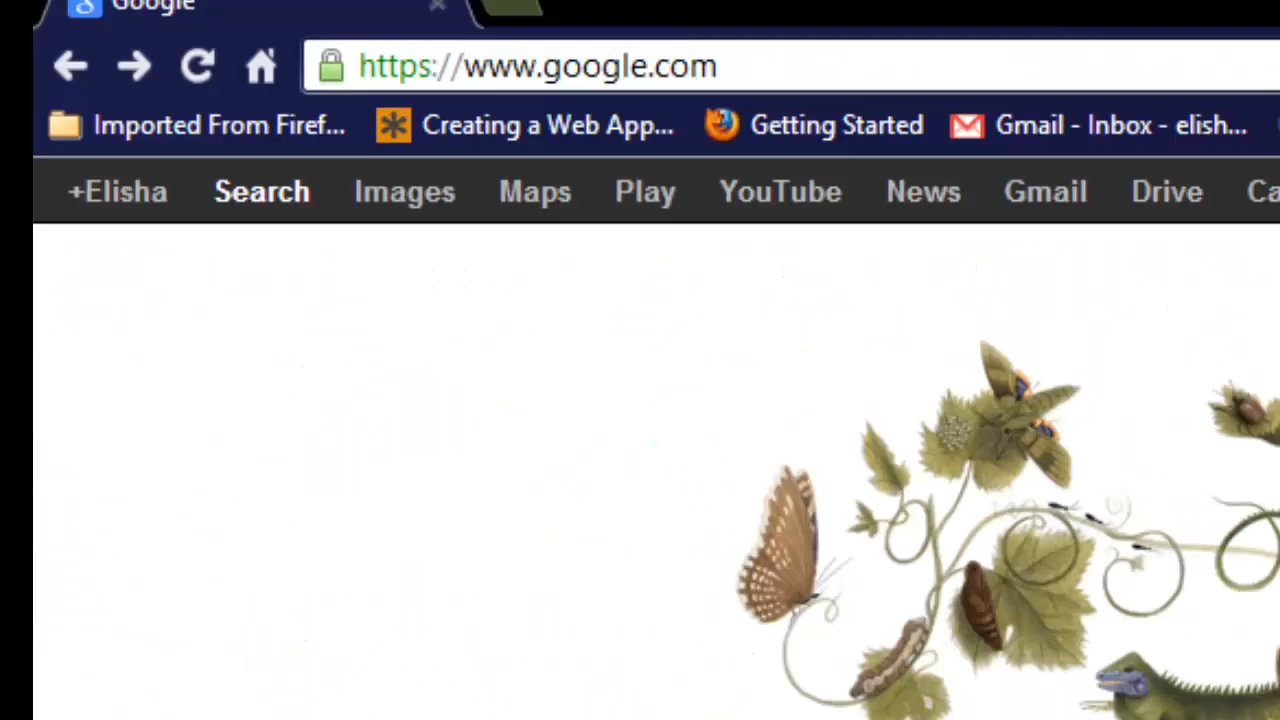 Google
https://www.google.com
Imported From Firef... Creating a Web App... Getting Started Gmail - Inbox - elish...
+Elisha Search Images Maps Play YouTube News Gmail Drive Ca